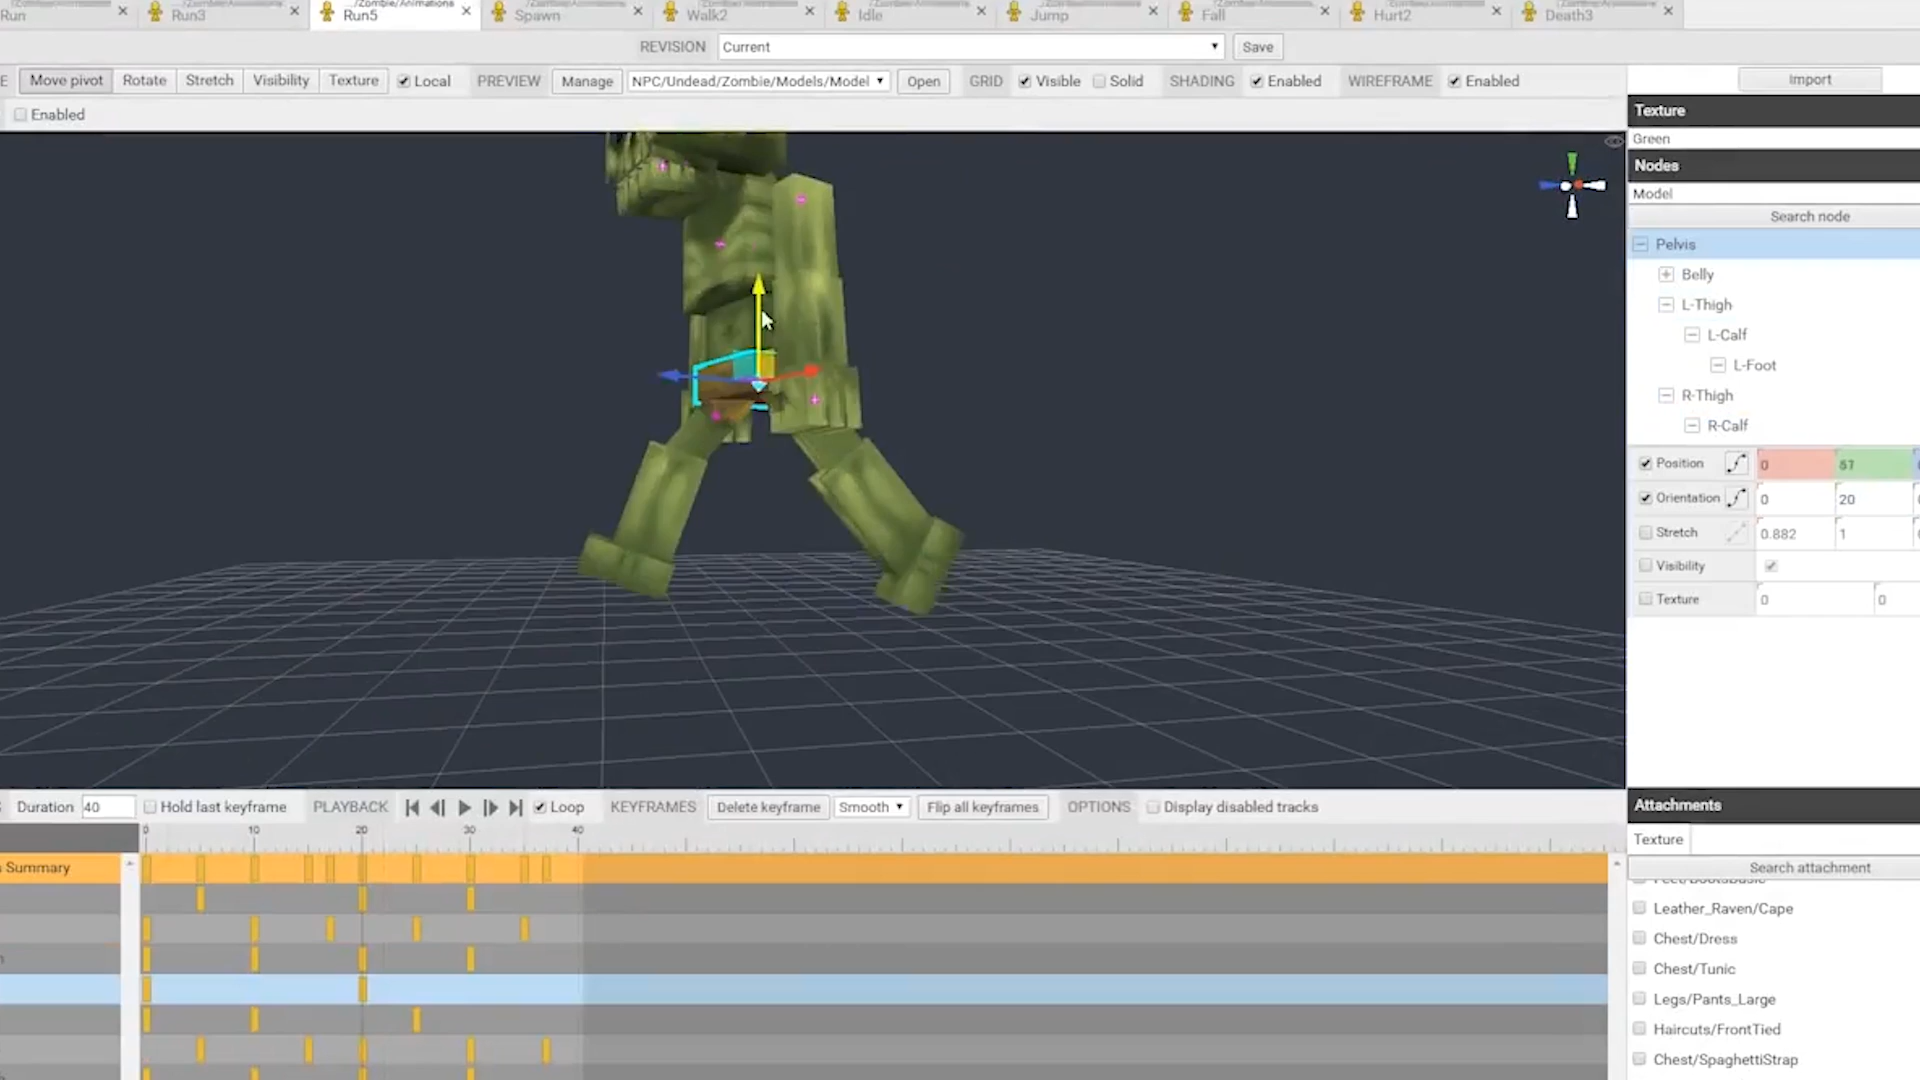 .../Zombie/Animations
Run Run3 Run5 Spawn Walk2 Idle Jump Fall Hurt2 Death3
REVISION Current Save
E Move pivot Rotate Stretch Visibility Texture Local PREVIEW Manage NPC/Undead/Zombie/Models/Model Open GRID Visible Solid SHADING Enabled WIREFRAME Enabled Import
Enabled
Texture
Green
Nodes
Model
Search node
Pelvis
Belly
L-Thigh
L-Calf
L-Foot
R-Thigh
R-Calf
Position 0 57
Orientation 0 20
Stretch 0.882 1
Visibility
Texture 0 0
Duration 40 Hold last keyframe PLAYBACK Loop KEYFRAMES Delete keyframe Smooth Flip all keyframes OPTIONS Display disabled tracks
0 10 20 30 40
Summary
Attachments
Texture
Search attachment
Leather_Raven/Cape
Chest/Dress
Chest/Tunic
Legs/Pants_Large
Haircuts/FrontTied
Chest/SpaghettiStrap